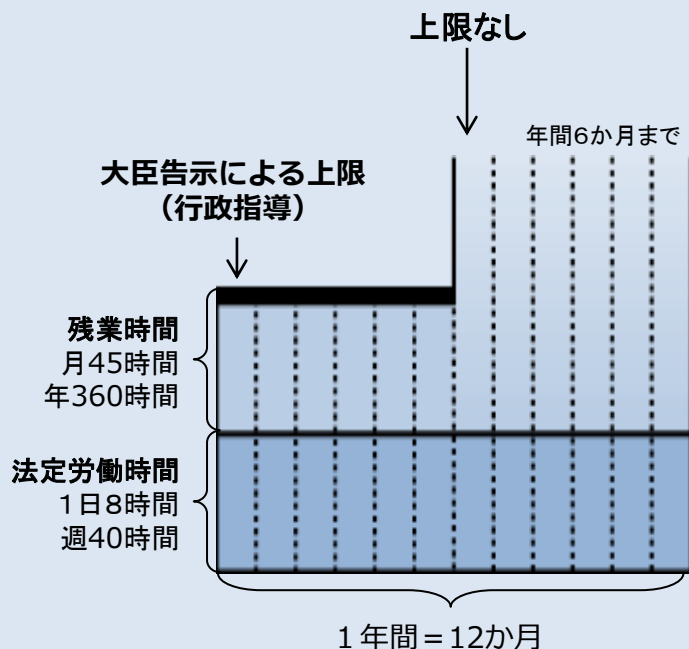 上限なし
年間6か月まで
大臣告示による上限
（行政指導）
残業時間
月45時間
年360時間
法定労働時間
1日8時間
週40時間
1年間＝12か月